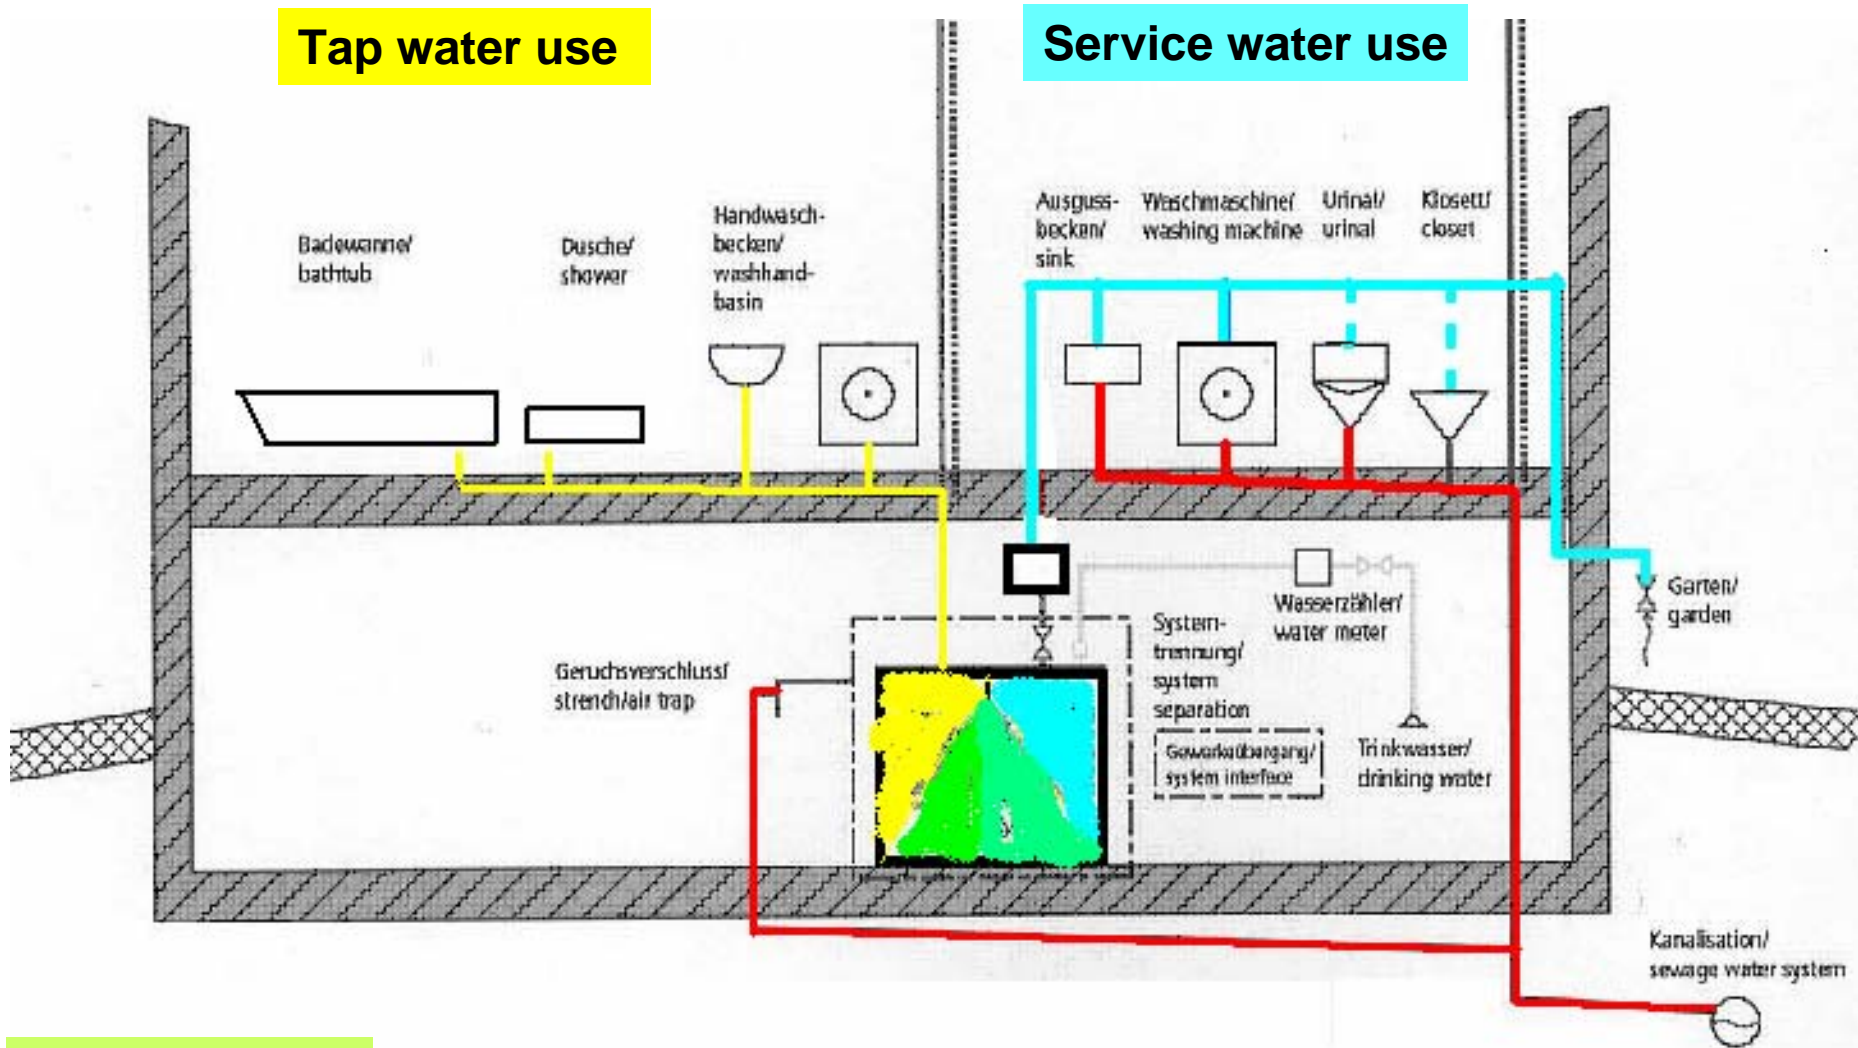 Tap water use
Service water use
Badewanne/
bathtub
Dusche/
shower
Handwasch-
becken/
washhand-
basin
Ausguss-
becken/
sink
Waschmaschine/
washing machine
Urinal/
urinal
Klosett/
closet
Garten/
garden
Wasserzähler/
water meter
System-
trennung/
system
separation
Geruchsverschluss/
strench/air trap
Gewerkeübergang/
system interface
Trinkwasser/
drinking water
Kanalisation/
sewage water system